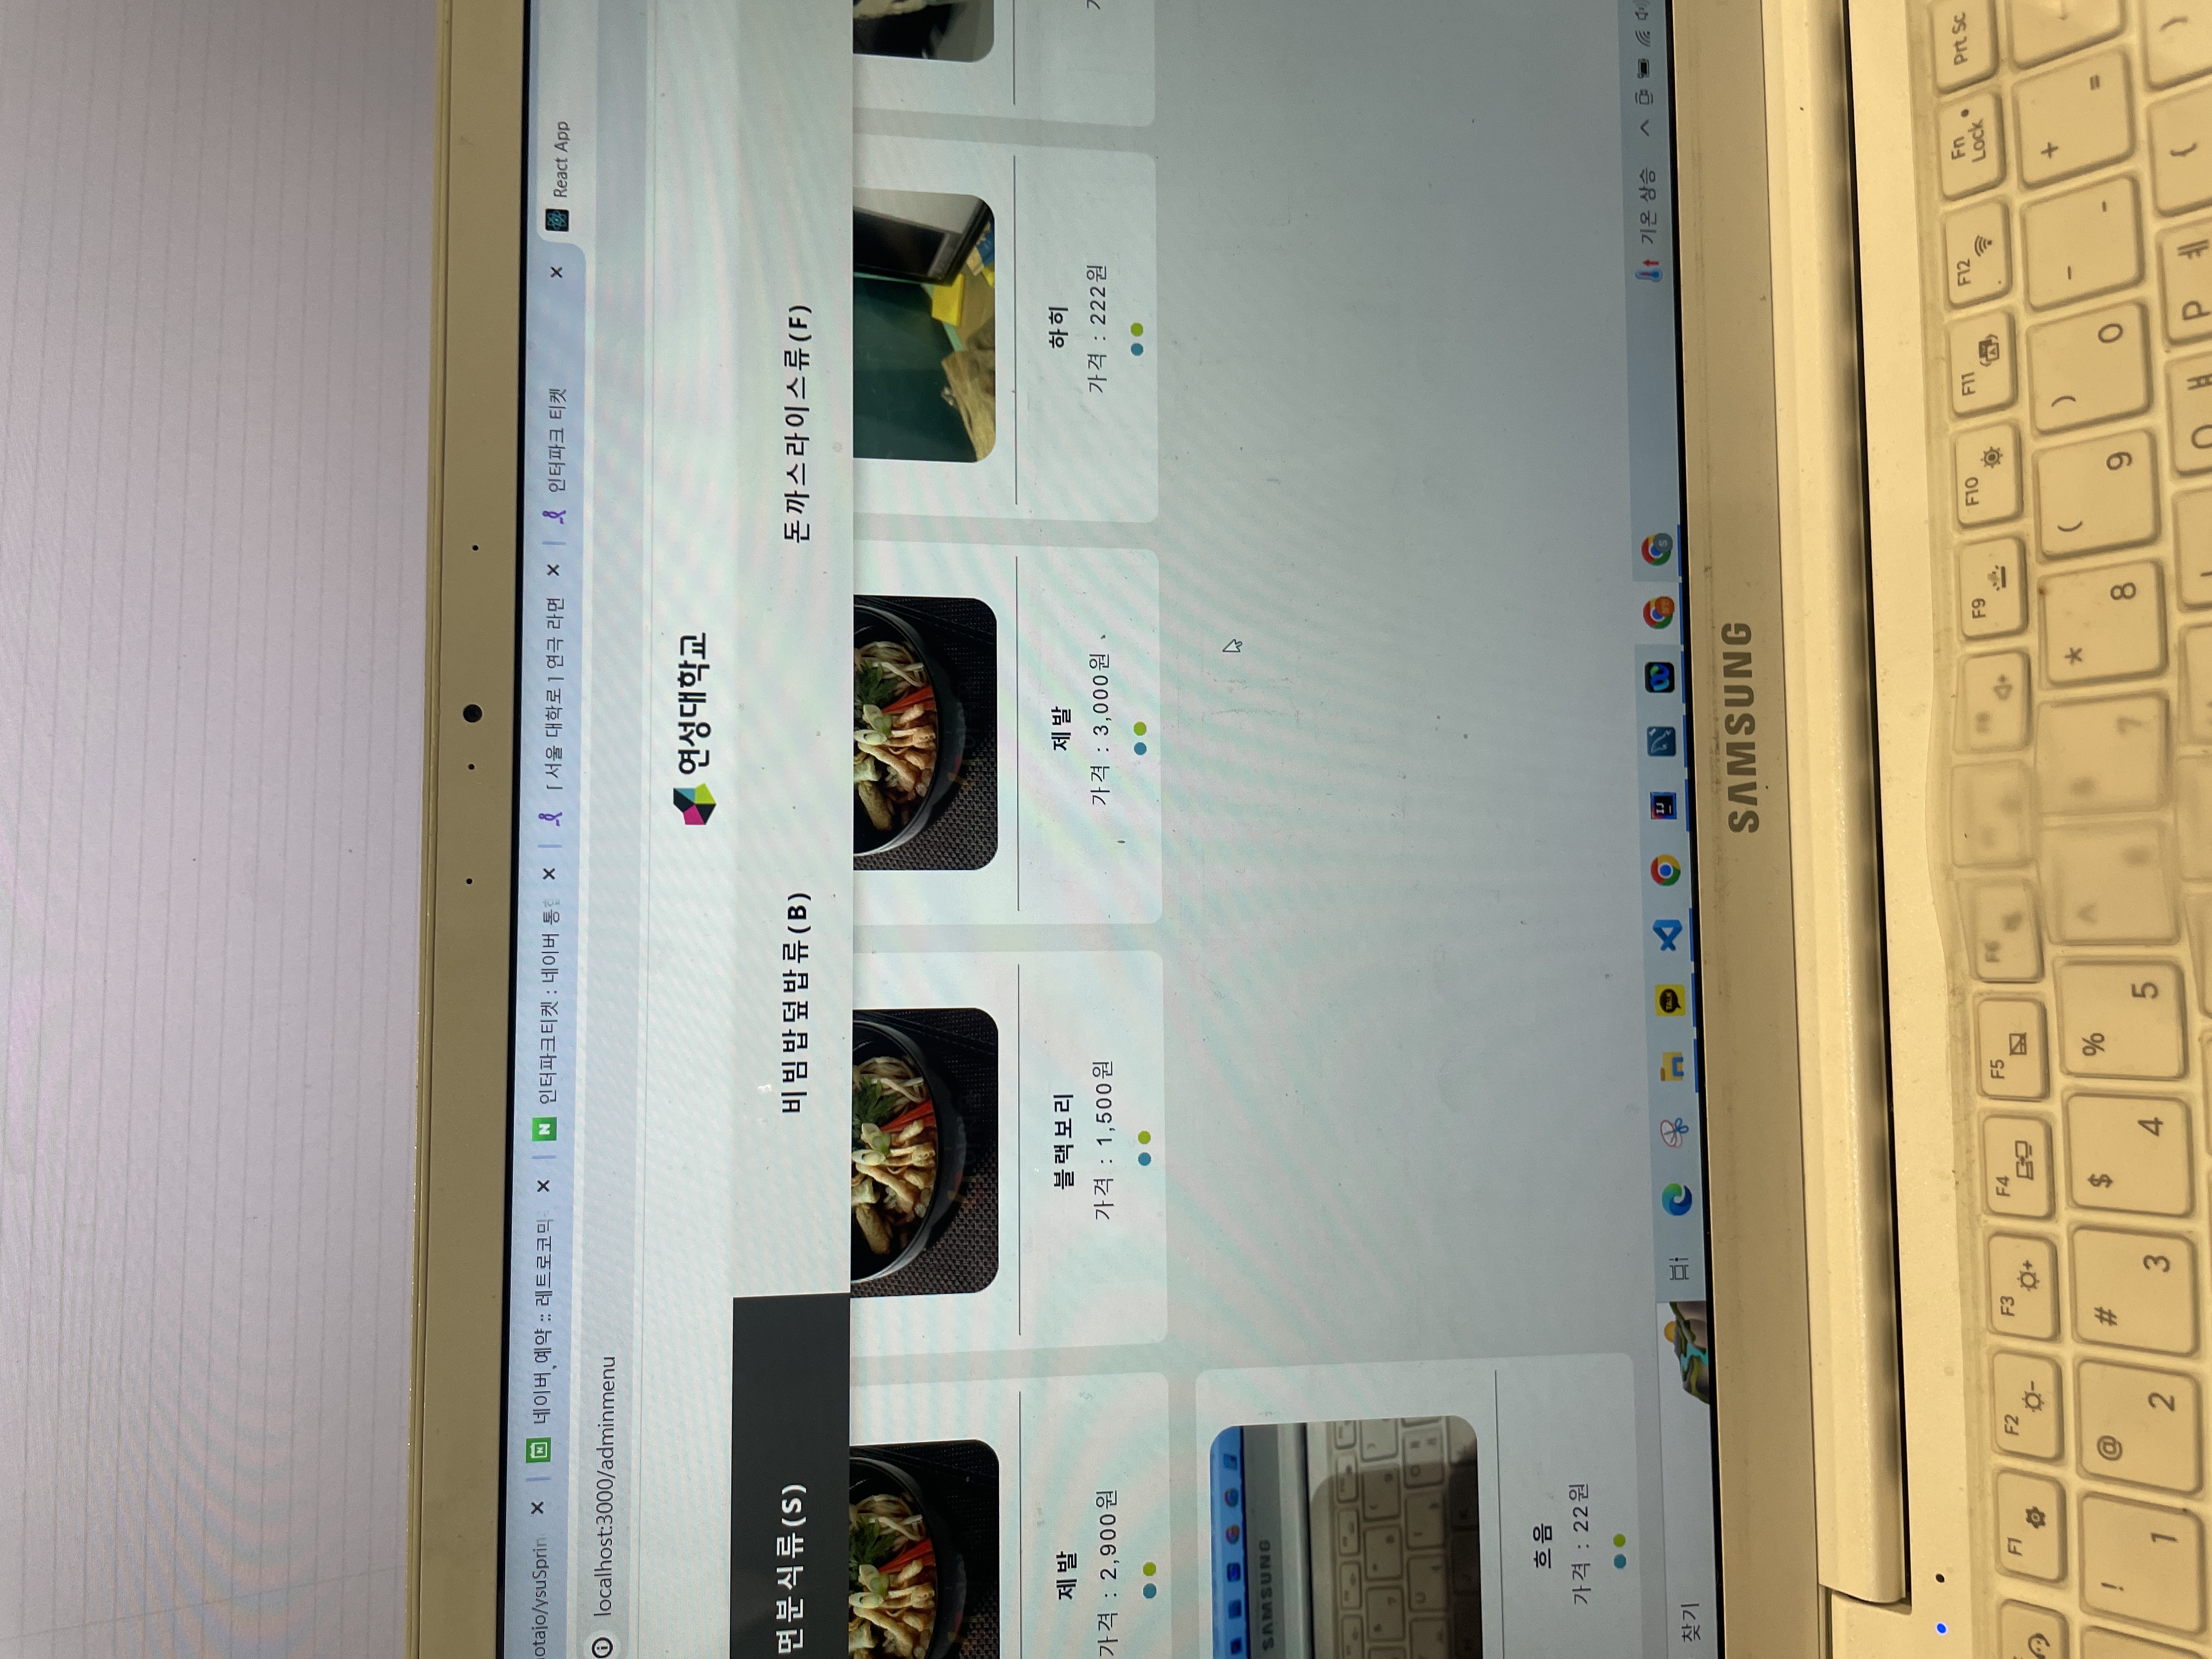 otajo/ysuSprin
네이버 예약 :: 레트로코믹
인터파크티켓 : 네이버 통합
[서울 대학로] 연극 라면
인터파크 티켓
React App
localhost:3000/adminmenu
연성대학교
면분식류(S)
비빔밥덮밥류(B)
돈까스라이스류(F)
제발
블랙보리
제발
하히
가격 : 2,900원
가격 : 1,500원
가격 : 3,000원
가격 : 222원
SAMSUNG
흐음
가격 : 22원
찾기
TALK
IJ
기온 상승
SAMSUNG
F1
F2
F3
F4
F5
F6
F8
F9
F10
F11
F12
Fn Lock
Prt Sc
! 1
@ 2
# 3
$ 4
% 5
^ 6
& 7
* 8
( 9
) 0
- -
+ =
O ㅐ
P ㅔ
{
}